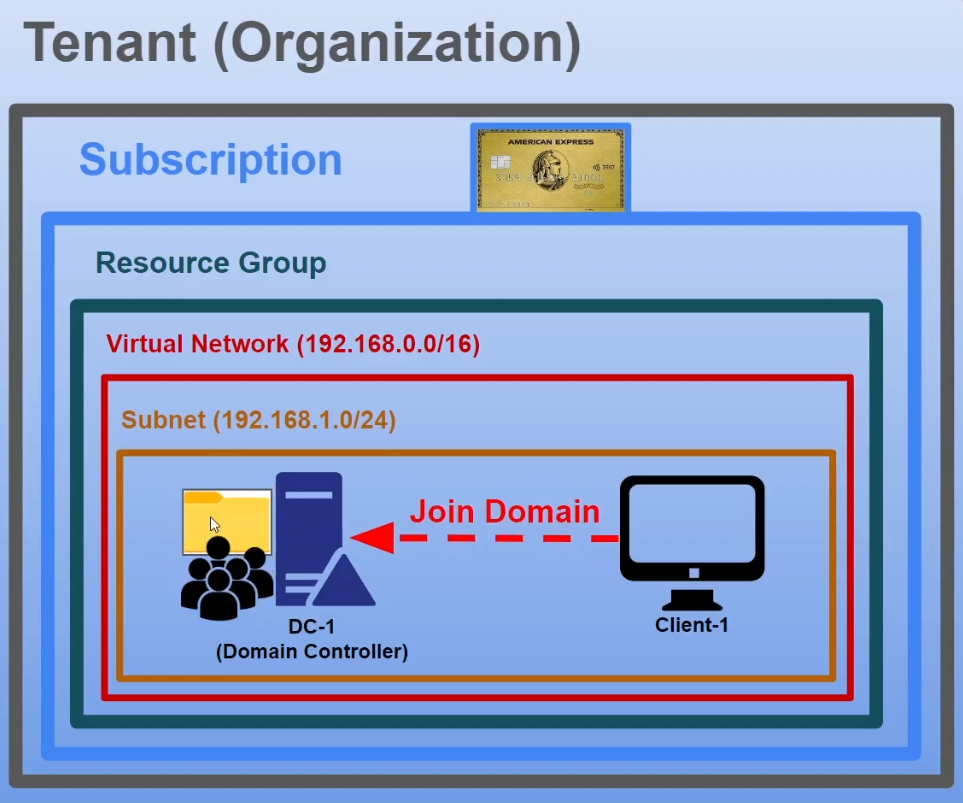 Tenant (Organization)
Subscription
AMERICAN EXPRESS
Resource Group
Virtual Network (192.168.0.0/16)
Subnet (192.168.1.0/24)
Join Domain
DC-1
(Domain Controller)
Client-1